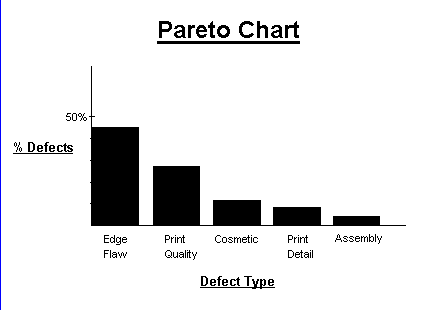 Pareto Chart
50%
% Defects
Edge
Flaw
Print
Quality
Cosmetic
Print
Detail
Assembly
Defect Type